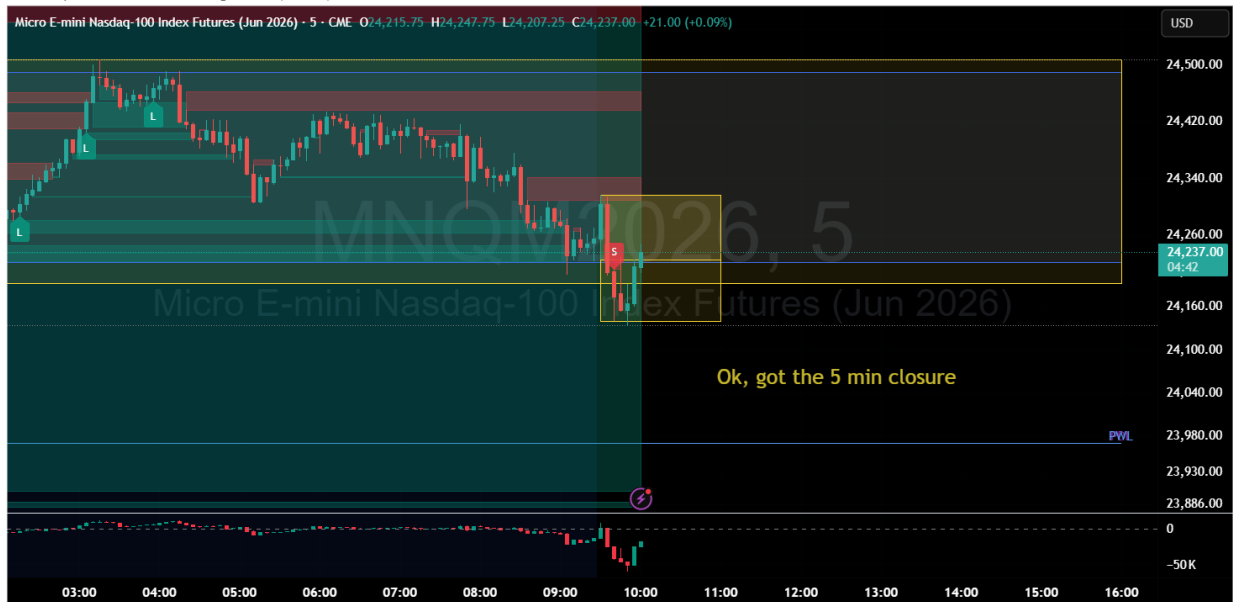 Micro E-mini Nasdaq-100 Index Futures (Jun 2026) · 5 · CME O24,215.75 H24,247.75 L24,207.25 C24,237.00 +21.00 (+0.09%)
USD
24,500.00
L
24,420.00
L
24,340.00
MNQM2026, 5
L
24,260.00
S
24,237.00
04:42
Micro E-mini Nasdaq-100 Index Futures (Jun 2026)
24,160.00
24,100.00
Ok, got the 5 min closure
24,040.00
PWL
23,980.00
23,930.00
23,886.00
0
−50K
03:00 04:00 05:00 06:00 07:00 08:00 09:00 10:00 11:00 12:00 13:00 14:00 15:00 16:00